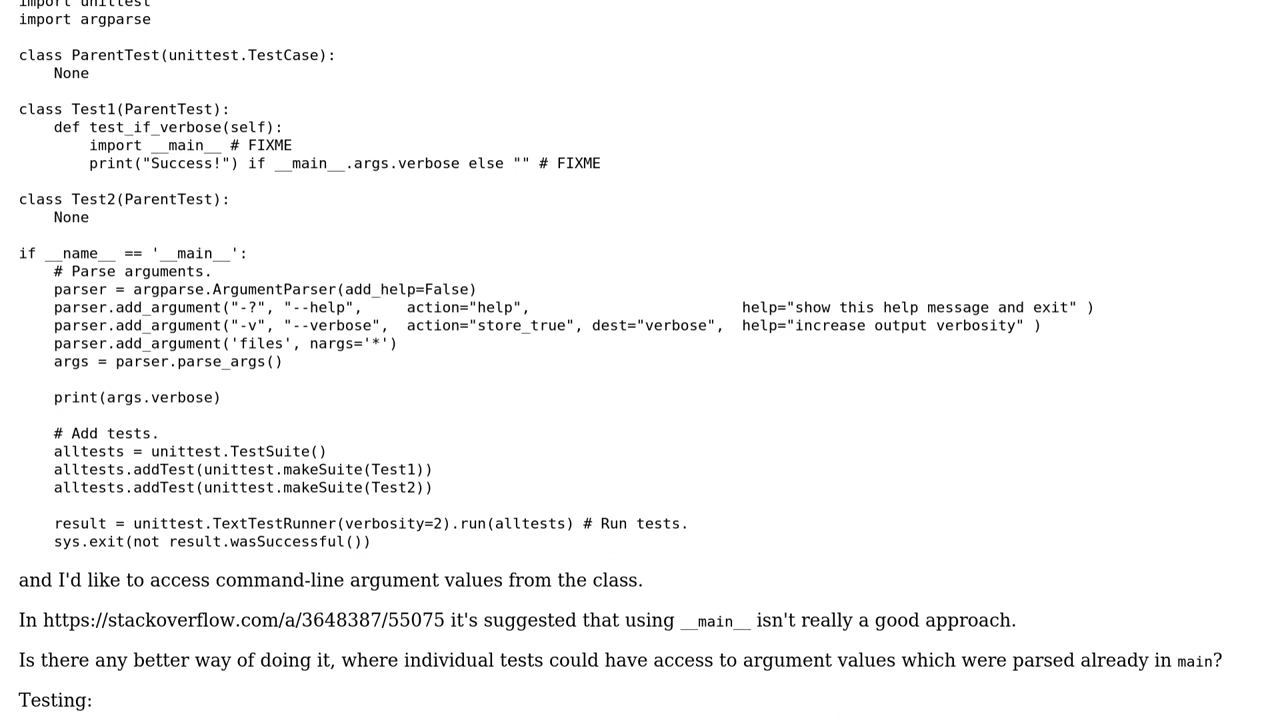 import unittest
import argparse
class ParentTest(unittest.TestCase):
    None
class Test1(ParentTest):
    def test_if_verbose(self):
        import __main__ # FIXME
        print("Success!") if __main__.args.verbose else "" # FIXME
class Test2(ParentTest):
    None
if __name__ == '__main__':
    # Parse arguments.
    parser = argparse.ArgumentParser(add_help=False)
    parser.add_argument("-?", "--help",     action="help",                        help="show this help message and exit" )
    parser.add_argument("-v", "--verbose",  action="store_true", dest="verbose",  help="increase output verbosity" )
    parser.add_argument('files', nargs='*')
    args = parser.parse_args()
    print(args.verbose)
    # Add tests.
    alltests = unittest.TestSuite()
    alltests.addTest(unittest.makeSuite(Test1))
    alltests.addTest(unittest.makeSuite(Test2))
    result = unittest.TextTestRunner(verbosity=2).run(alltests) # Run tests.
    sys.exit(not result.wasSuccessful())
and I'd like to access command-line argument values from the class.
In https://stackoverflow.com/a/3648387/55075 it's suggested that using __main__ isn't really a good approach.
Is there any better way of doing it, where individual tests could have access to argument values which were parsed already in main?
Testing: